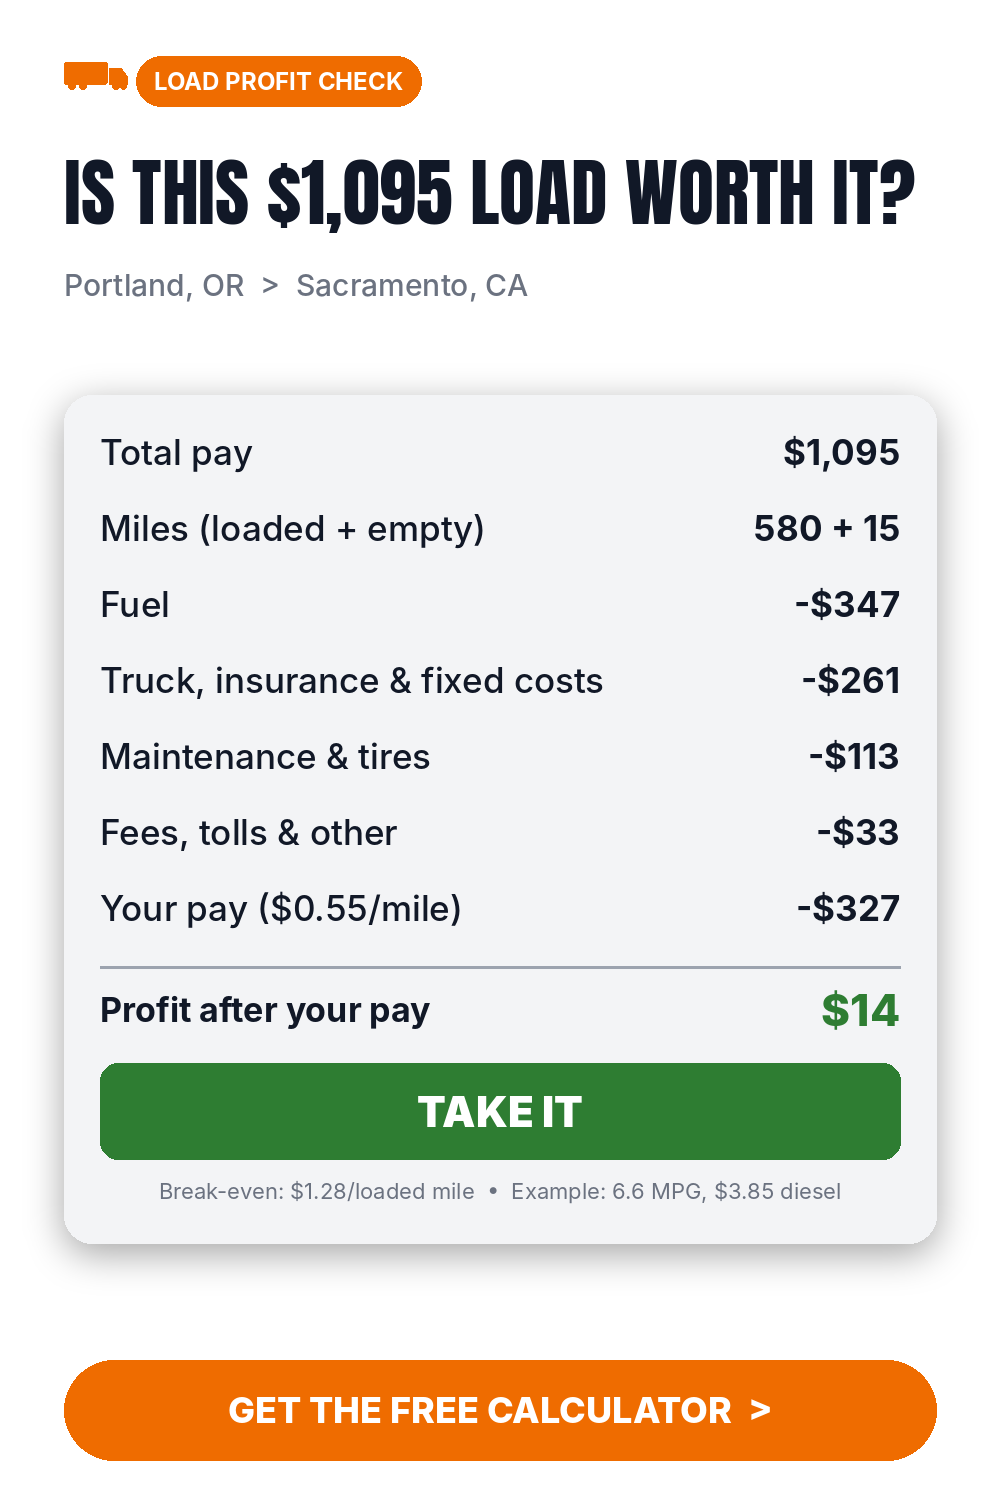 LOAD PROFIT CHECK
IS THIS $1,095 LOAD WORTH IT?
Portland, OR > Sacramento, CA
Total pay $1,095
Miles (loaded + empty) 580 + 15
Fuel -$347
Truck, insurance & fixed costs -$261
Maintenance & tires -$113
Fees, tolls & other -$33
Your pay ($0.55/mile) -$327
Profit after your pay $14
TAKE IT
Break-even: $1.28/loaded mile • Example: 6.6 MPG, $3.85 diesel
GET THE FREE CALCULATOR >